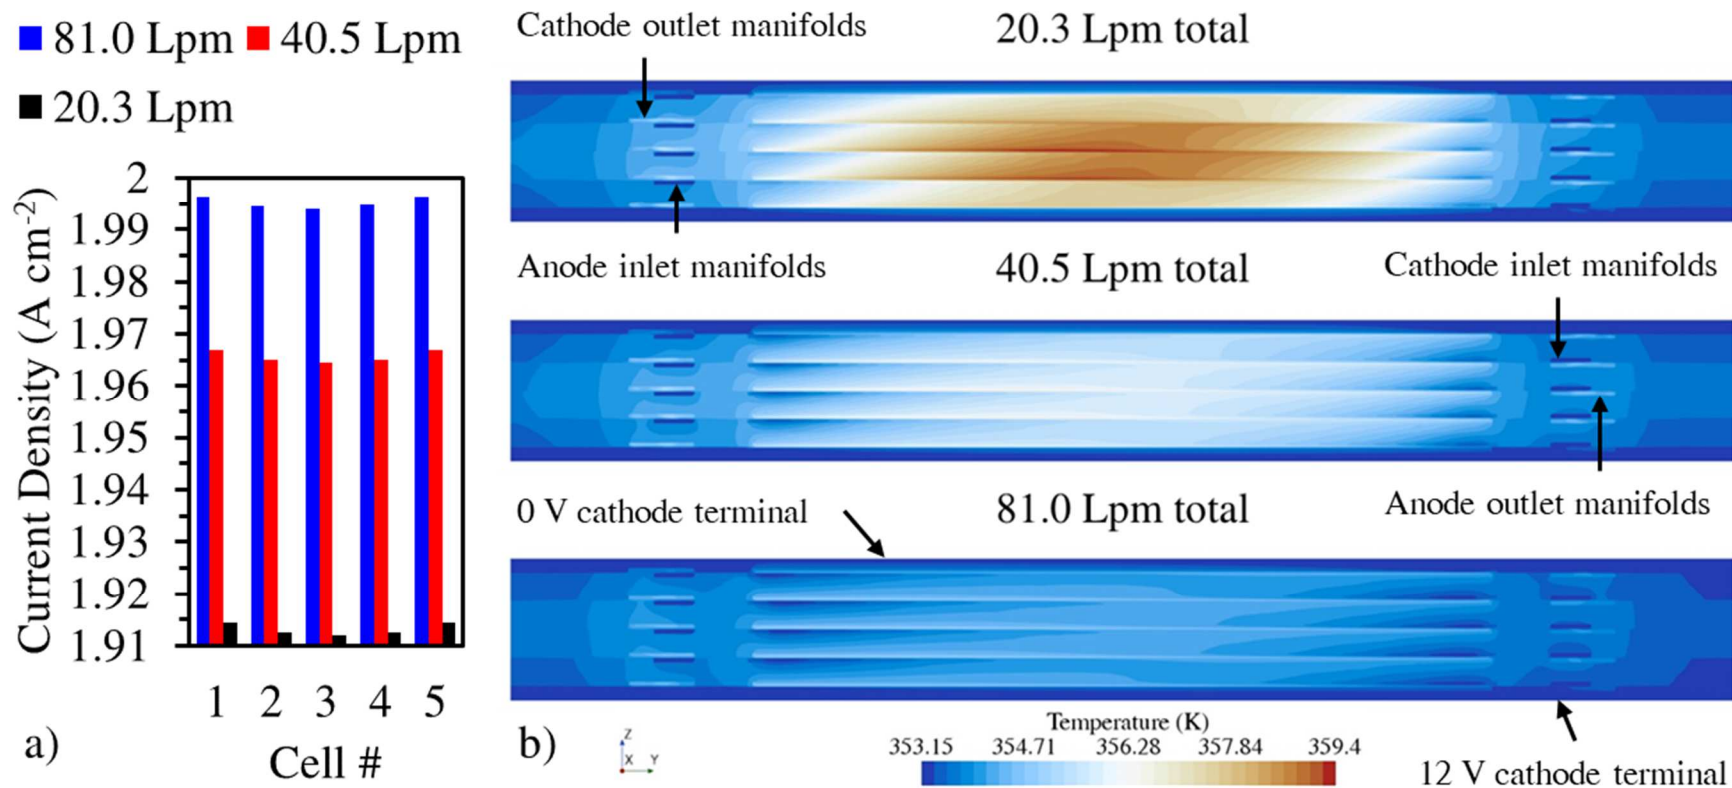 81.0 Lpm 40.5 Lpm
20.3 Lpm
Current Density (A cm-2)
2
1.99
1.98
1.97
1.96
1.95
1.94
1.93
1.92
1.91
1 2 3 4 5
Cell #
a)
Cathode outlet manifolds
20.3 Lpm total
Anode inlet manifolds
40.5 Lpm total
Cathode inlet manifolds
0 V cathode terminal
81.0 Lpm total
Anode outlet manifolds
b)
Z
X Y
Temperature (K)
353.15 354.71 356.28 357.84 359.4
12 V cathode terminal